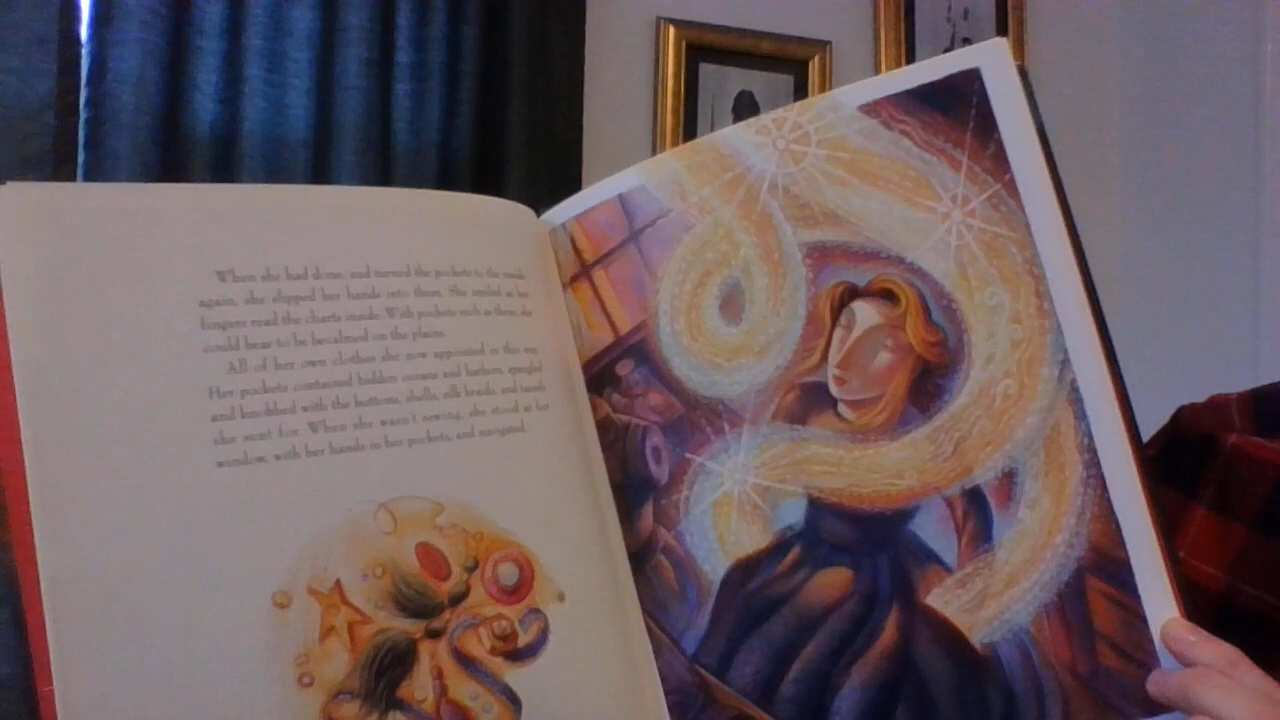 When she had done, and turned the pockets to the inside
again, she slipped her hands into them. She smiled as her
fingers read the charts inside. With pockets such as these, she
could bear to be becalmed on the plains.
All of her own clothes she now appointed in this way.
Her pockets contained hidden oceans and harbors, spangled
and knobbed with the buttons, shells, silk braids, and tassels
she sent for. When she wasn't sewing, she stood at her
window, with her hands in her pockets, and navigated.